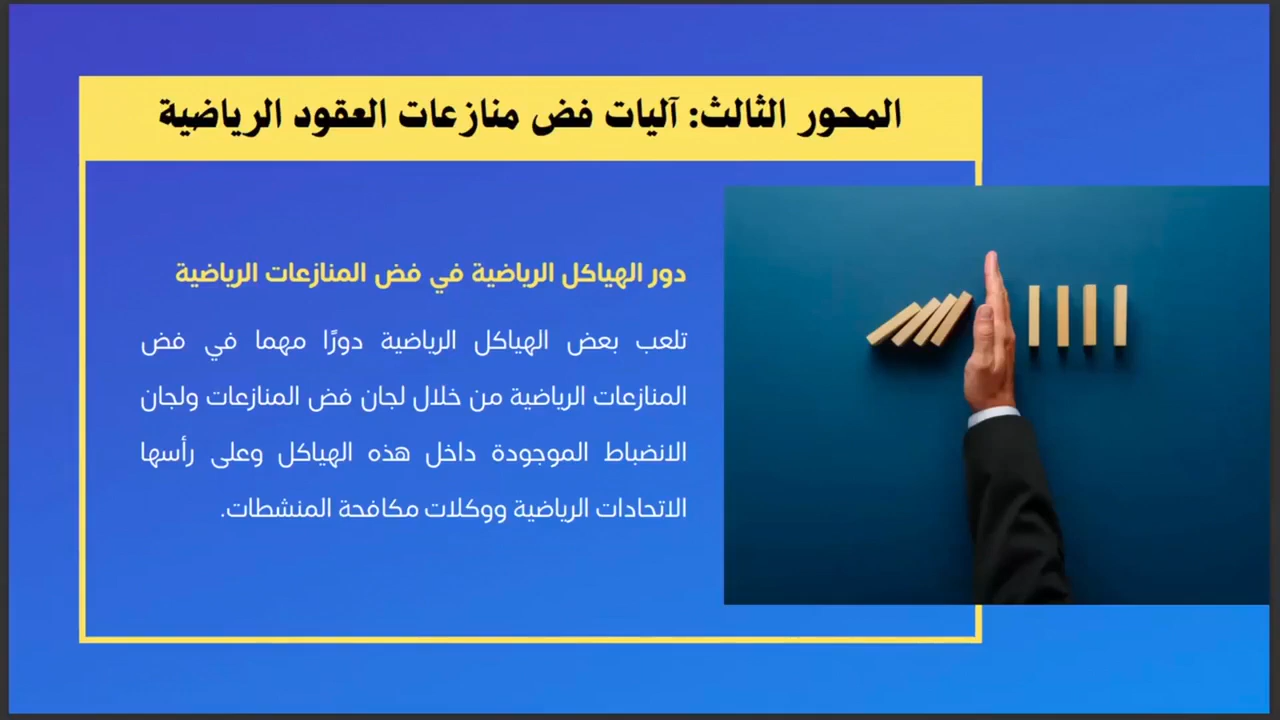 المحور الثالث: آليات فض منازعات العقود الرياضية
دور الهياكل الرياضية في فض المنازعات الرياضية
تلعب بعض الهياكل الرياضية دورًا مهما في فض
المنازعات الرياضية من خلال لجان فض المنازعات ولجان
الانضباط الموجودة داخل هذه الهياكل وعلى رأسها
الاتحادات الرياضية ووكلات مكافحة المنشطات.